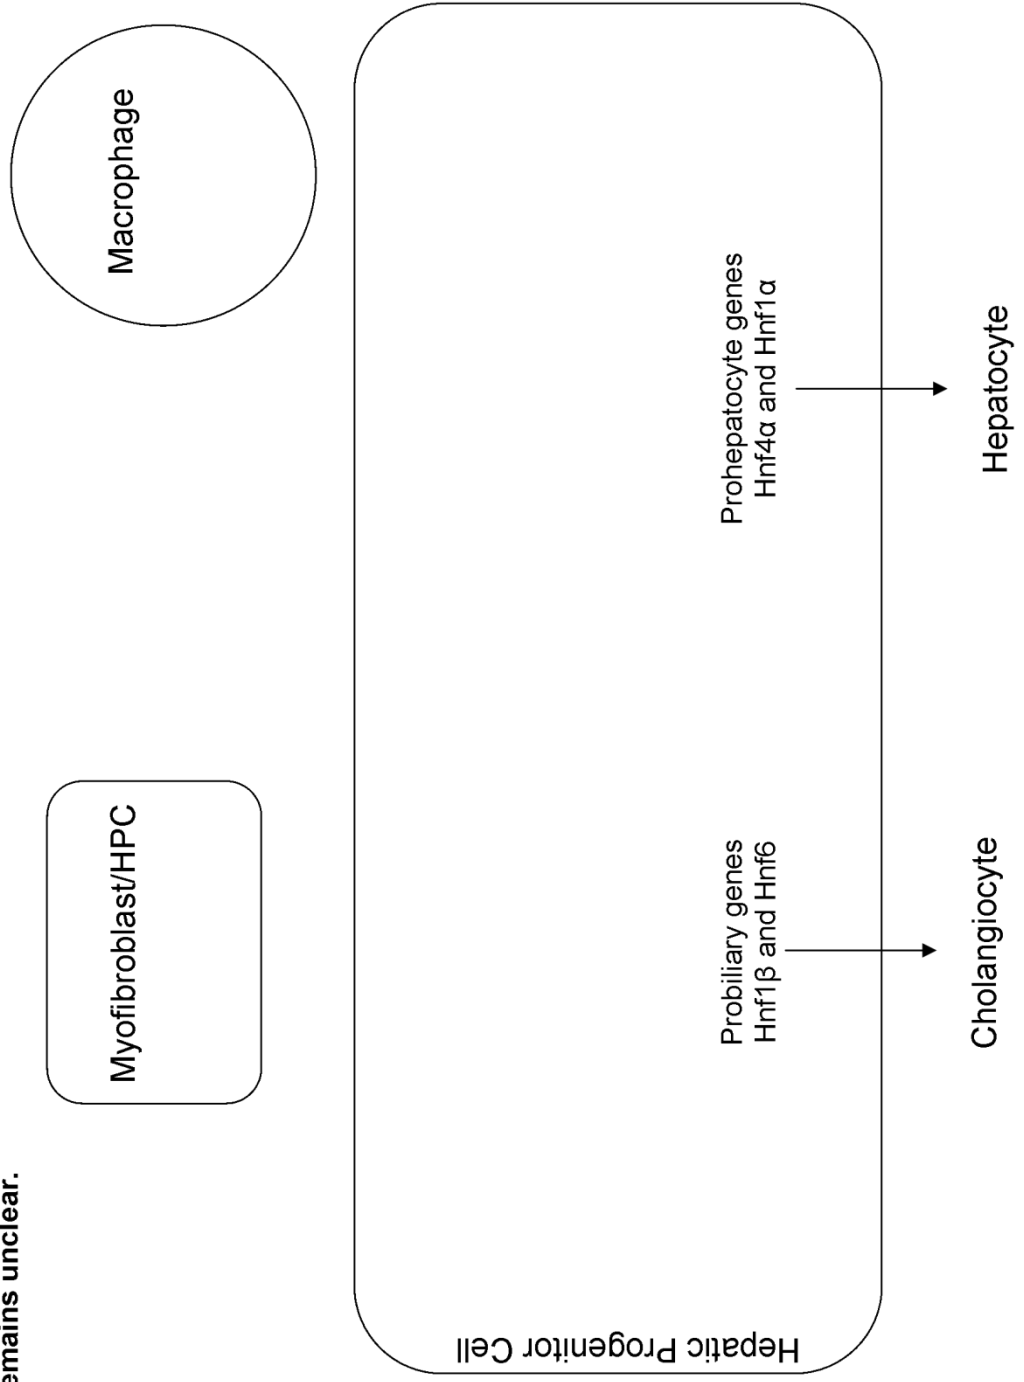 emains unclear.
Myofibroblast/HPC
Macrophage
Hepatic Progenitor Cell
Probiliary genes
Hnf1β and Hnf6
Prohepatocyte genes
Hnf4α and Hnf1α
Cholangiocyte
Hepatocyte